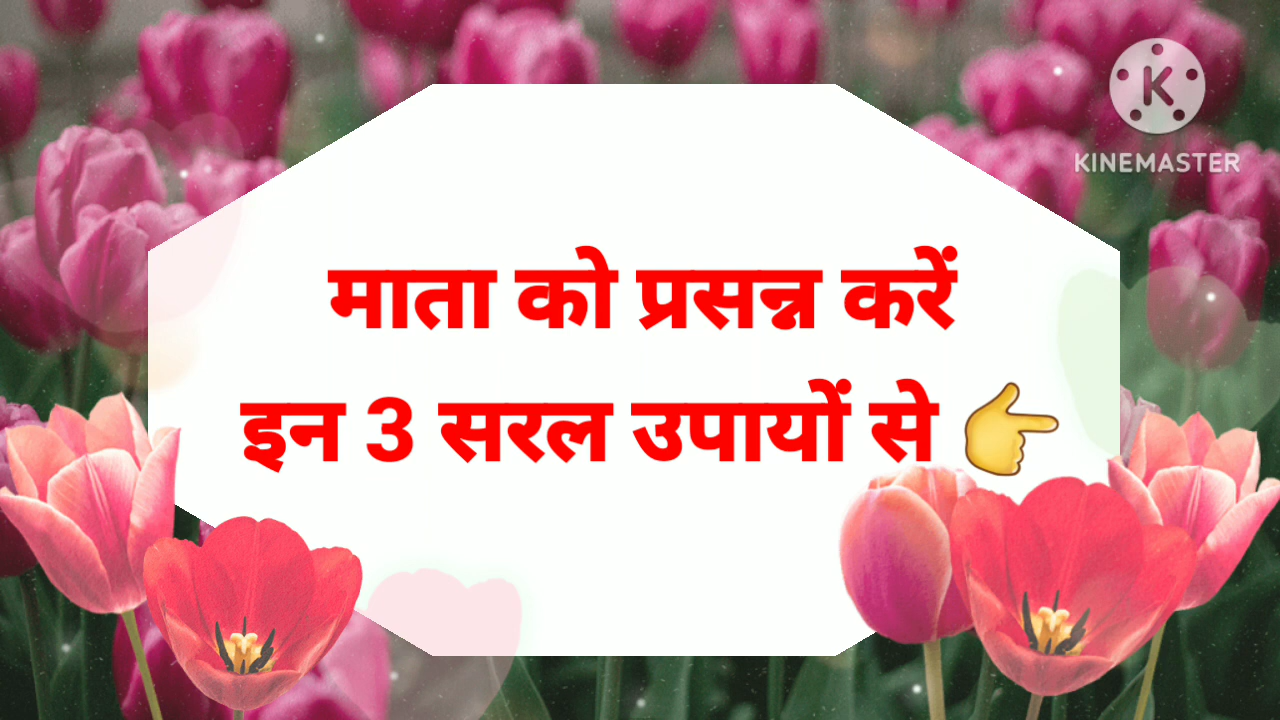 K
KINEMASTER
माता को प्रसन्न करें
इन 3 सरल उपायों से 👉